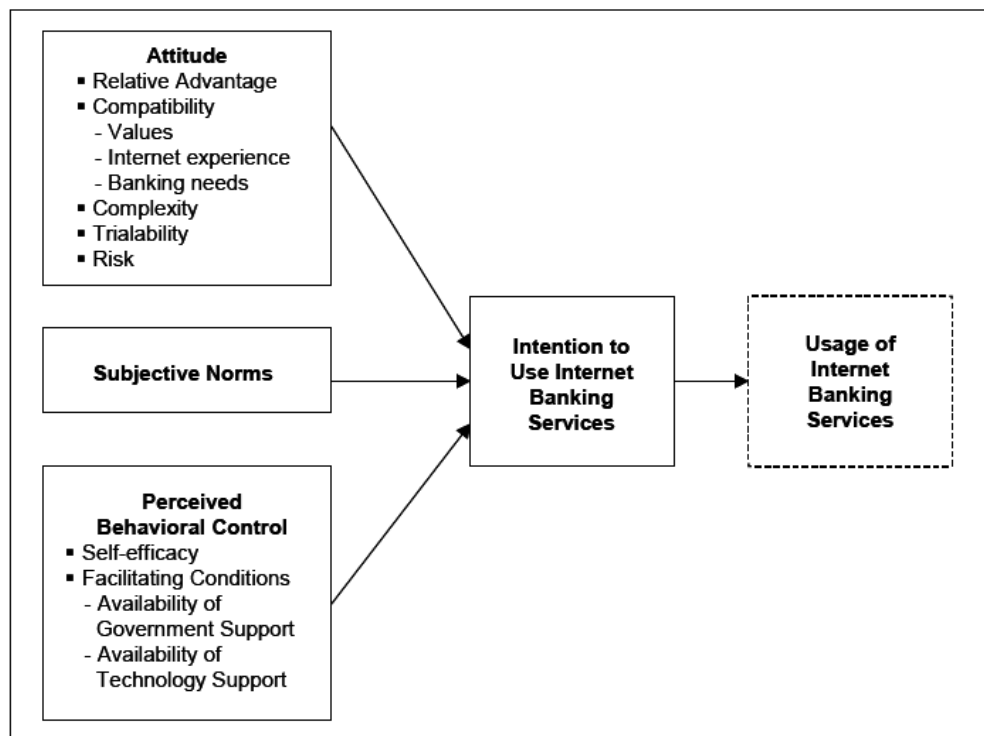 Attitude
▪ Relative Advantage
▪ Compatibility
- Values
- Internet experience
- Banking needs
▪ Complexity
▪ Trialability
▪ Risk
Subjective Norms
Perceived
Behavioral Control
▪ Self-efficacy
▪ Facilitating Conditions
- Availability of
Government Support
- Availability of
Technology Support
Intention to
Use Internet
Banking
Services
Usage of
Internet
Banking
Services